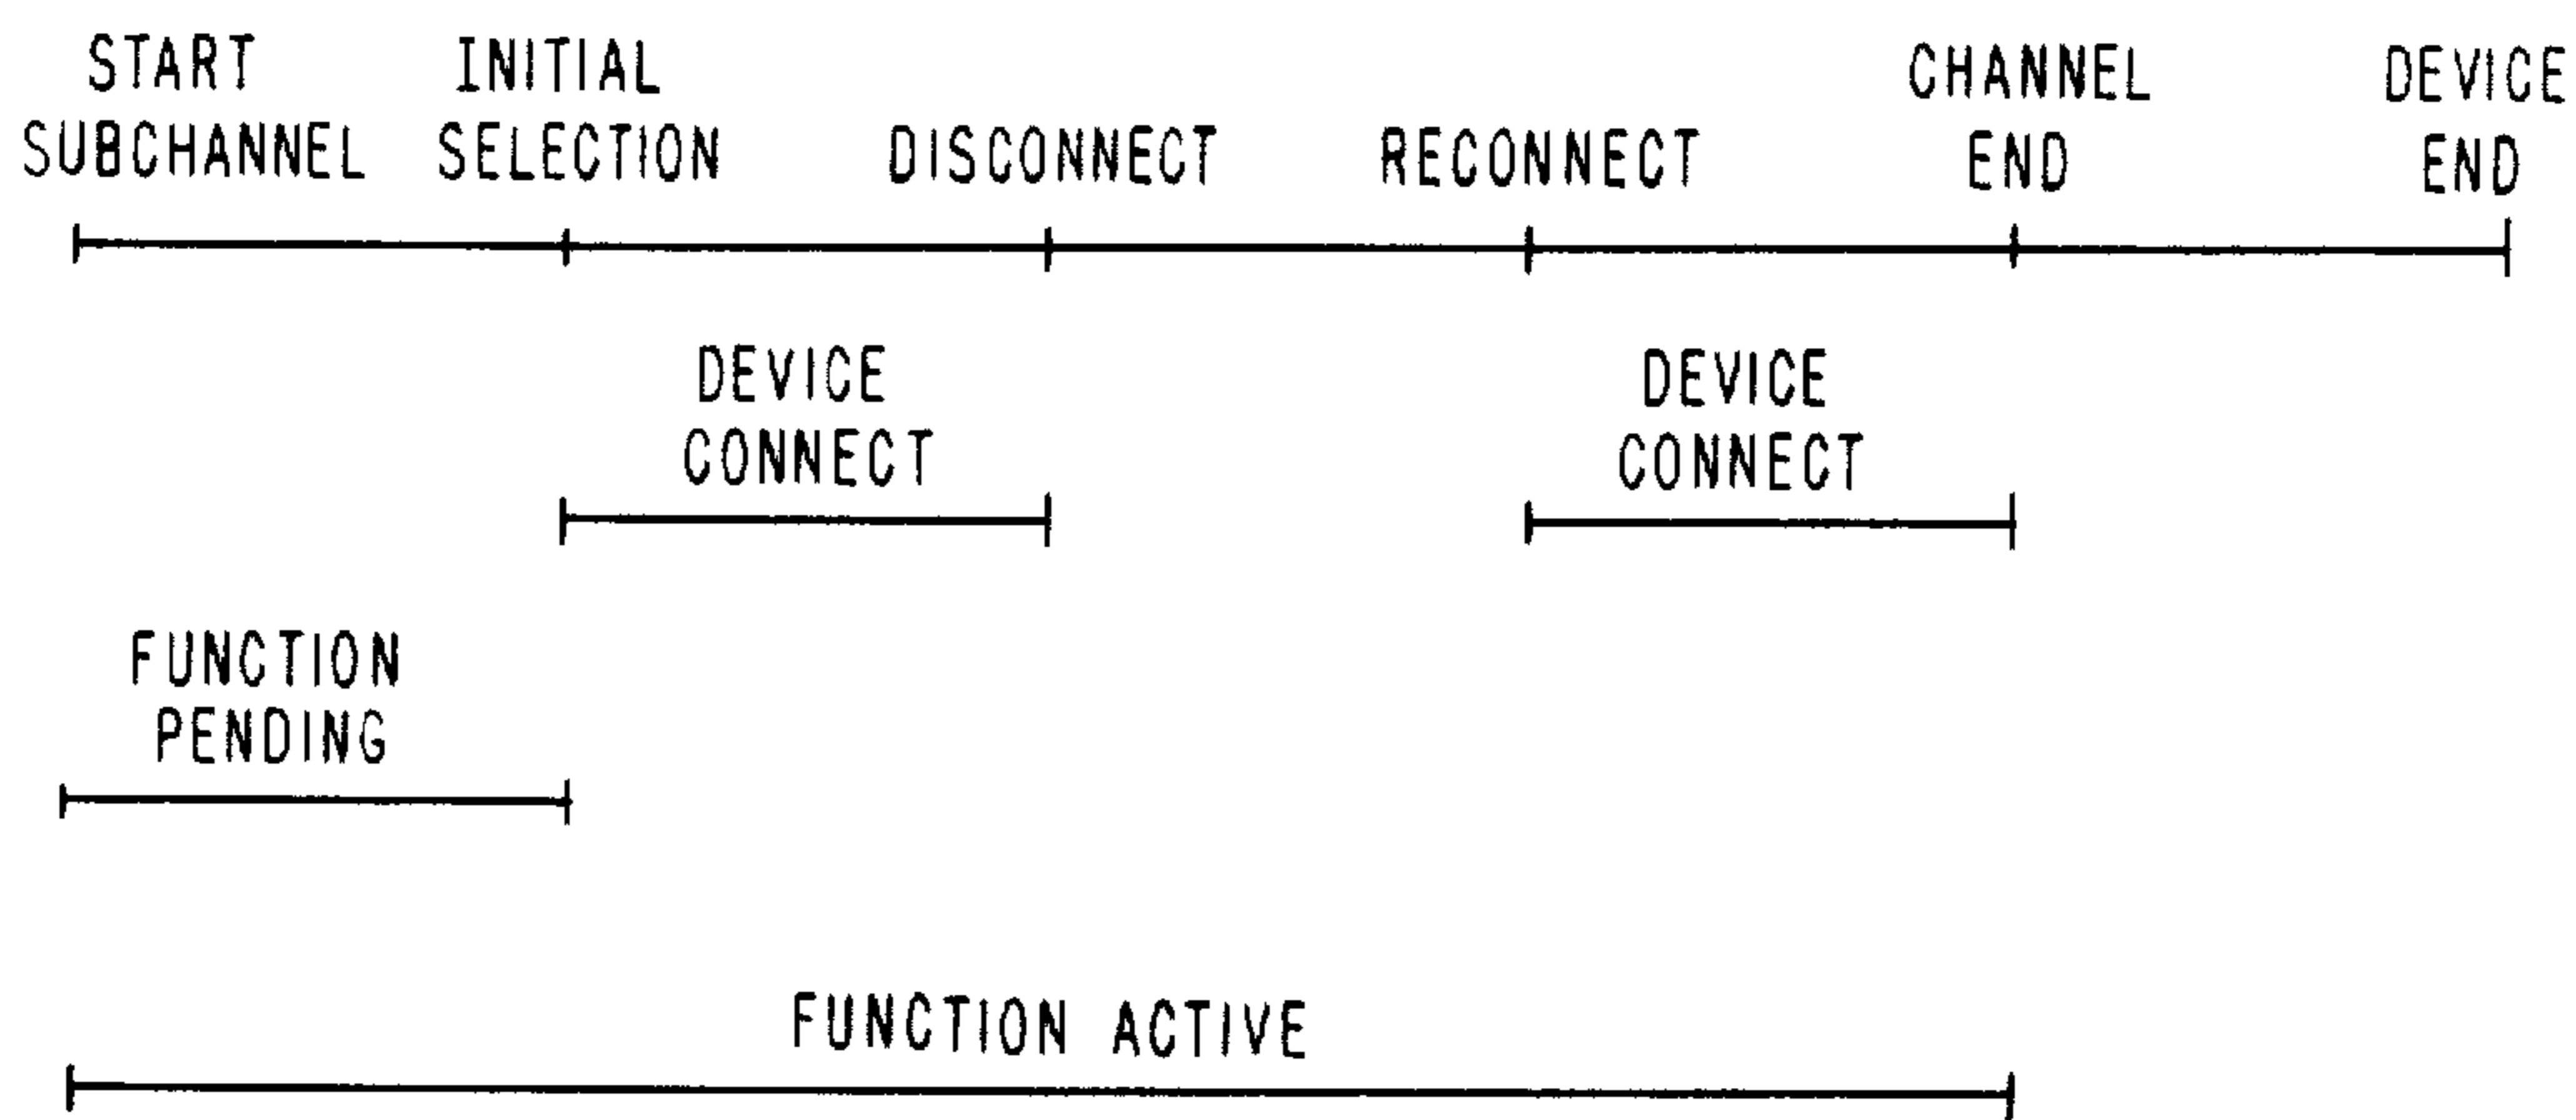 START
SUBCHANNEL
INITIAL
SELECTION
DISCONNECT
RECONNECT
CHANNEL
END
DEVICE
END
DEVICE
CONNECT
DEVICE
CONNECT
FUNCTION
PENDING
FUNCTION ACTIVE